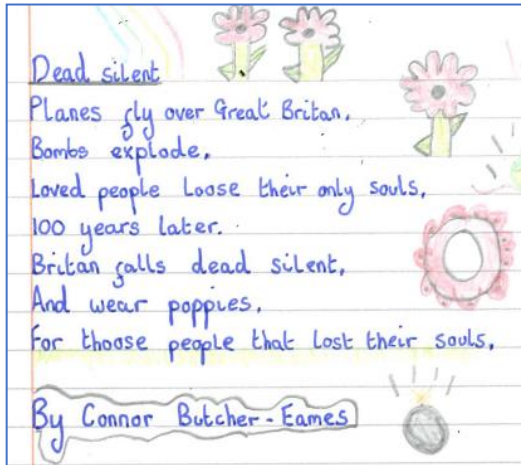 Dead silent
Planes fly over Great Britan,
Bombs explode,
Loved people Loose their only souls,
100 years later.
Britan falls dead silent,
And wear poppies,
For thoose people that lost their souls.
By Connor Butcher-Eames